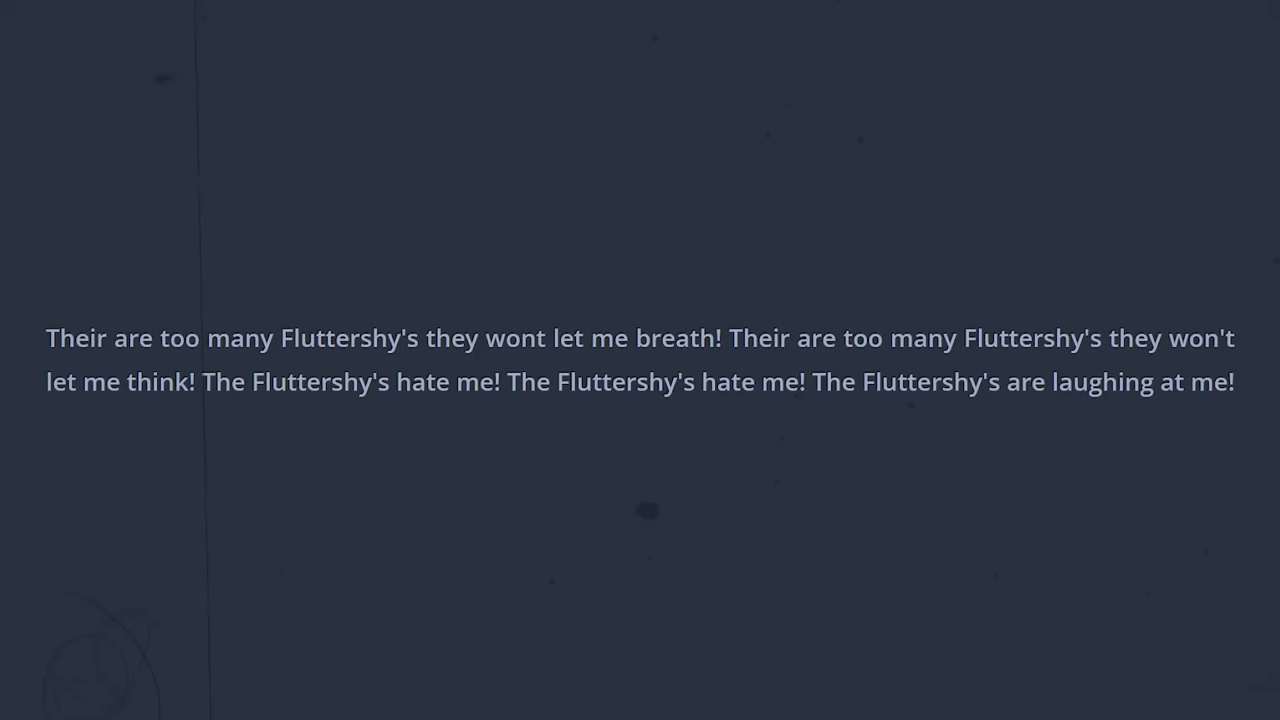 Their are too many Fluttershy's they wont let me breath! Their are too many Fluttershy's they won't
let me think! The Fluttershy's hate me! The Fluttershy's hate me! The Fluttershy's are laughing at me!